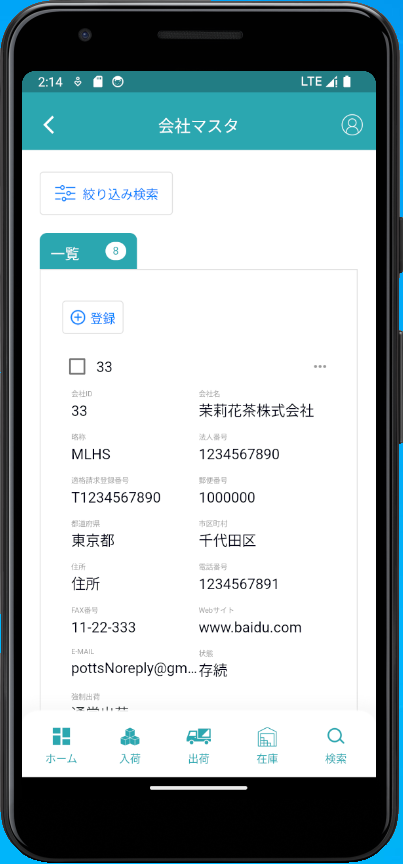 2:14 LTE
会社マスタ
絞り込み検索
一覧 8
登録
33
会社ID 会社名
33 茉莉花茶株式会社
略称 法人番号
MLHS 1234567890
適格請求登録番号 郵便番号
T1234567890 1000000
都道府県 市区町村
東京都 千代田区
住所 電話番号
住所 1234567891
FAX番号 Webサイト
11-22-333 www.baidu.com
E-MAIL 状態
pottsNoreply@gm... 存続
強制出荷
通常出荷
ホーム 入荷 出荷 在庫 検索